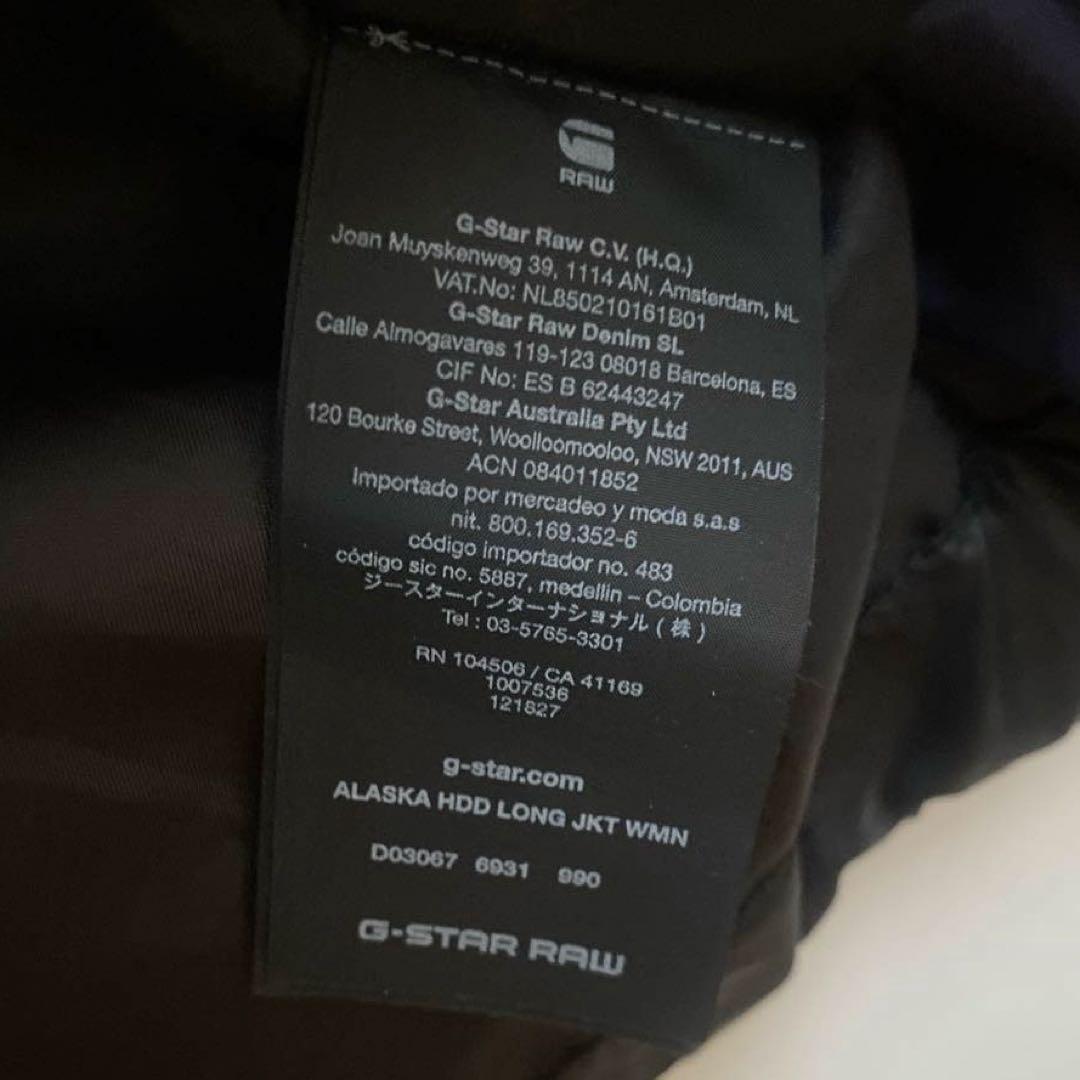 RAW
G-Star Raw C.V. (H.Q.)
Joan Muyskenweg 39, 1114 AN, Amsterdam, NL
VAT.No: NL850210161B01
G-Star Raw Denim SL
Calle Almogavares 119-123 08018 Barcelona, ES
CIF No: ES B 62443247
G-Star Australia Pty Ltd
120 Bourke Street, Woolloomooloo, NSW 2011, AUS
ACN 084011852
Importado por mercadeo y moda s.a.s
nit. 800.169.352-6
código importador no. 483
código sic no. 5887, medellin – Colombia
ジースターインターナショナル(株)
Tel : 03-5765-3301
RN 104506 / CA 41169
1007536
121827
g-star.com
ALASKA HDD LONG JKT WMN
D03067 6931 990
G-STAR RAW